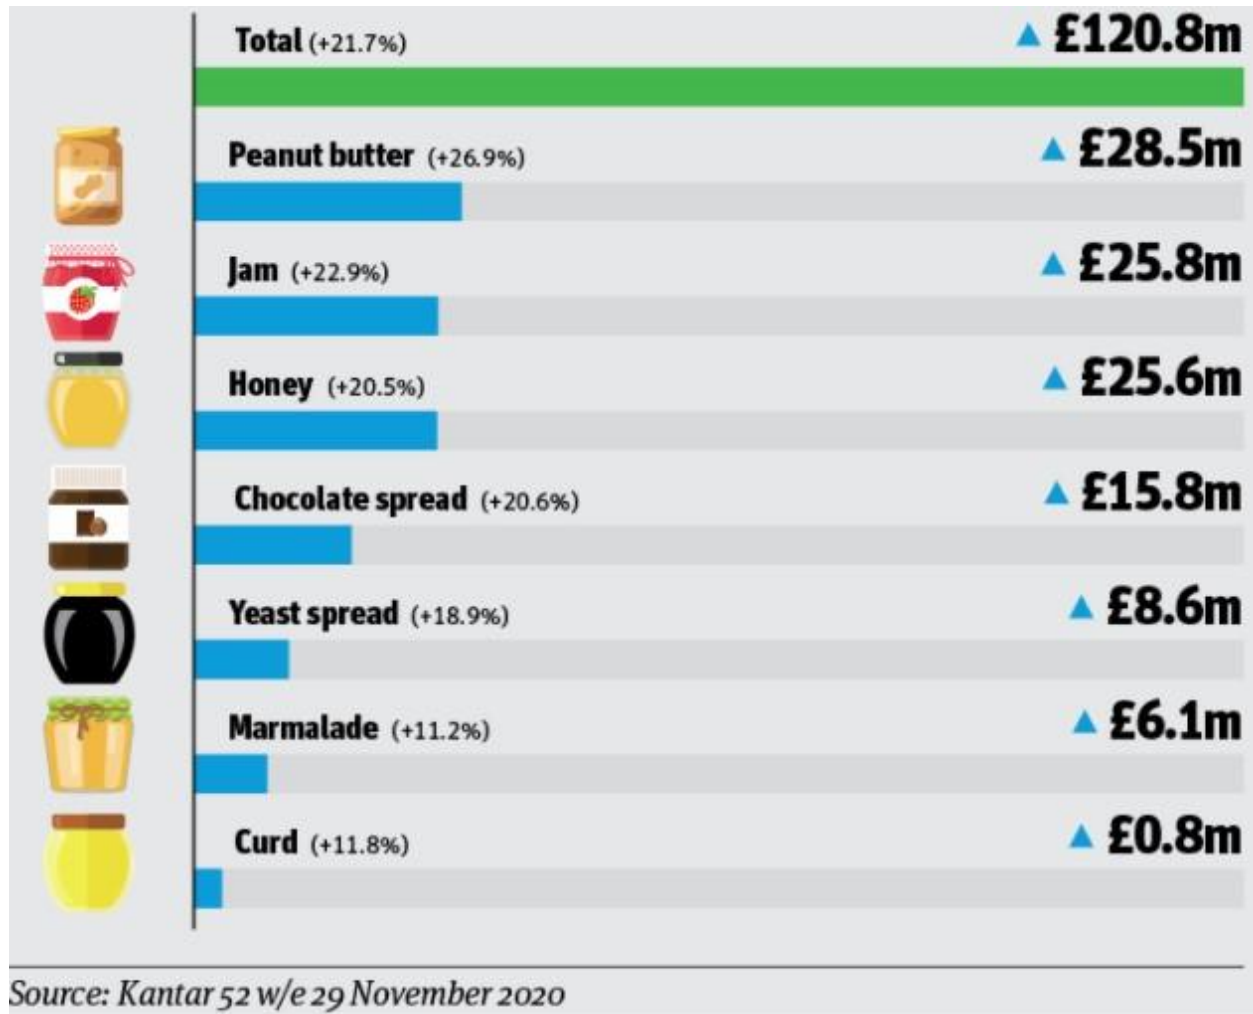 Total (+21.7%) ▲ £120.8m
Peanut butter (+26.9%) ▲ £28.5m
Jam (+22.9%) ▲ £25.8m
Honey (+20.5%) ▲ £25.6m
Chocolate spread (+20.6%) ▲ £15.8m
Yeast spread (+18.9%) ▲ £8.6m
Marmalade (+11.2%) ▲ £6.1m
Curd (+11.8%) ▲ £0.8m
Source: Kantar 52 w/e 29 November 2020